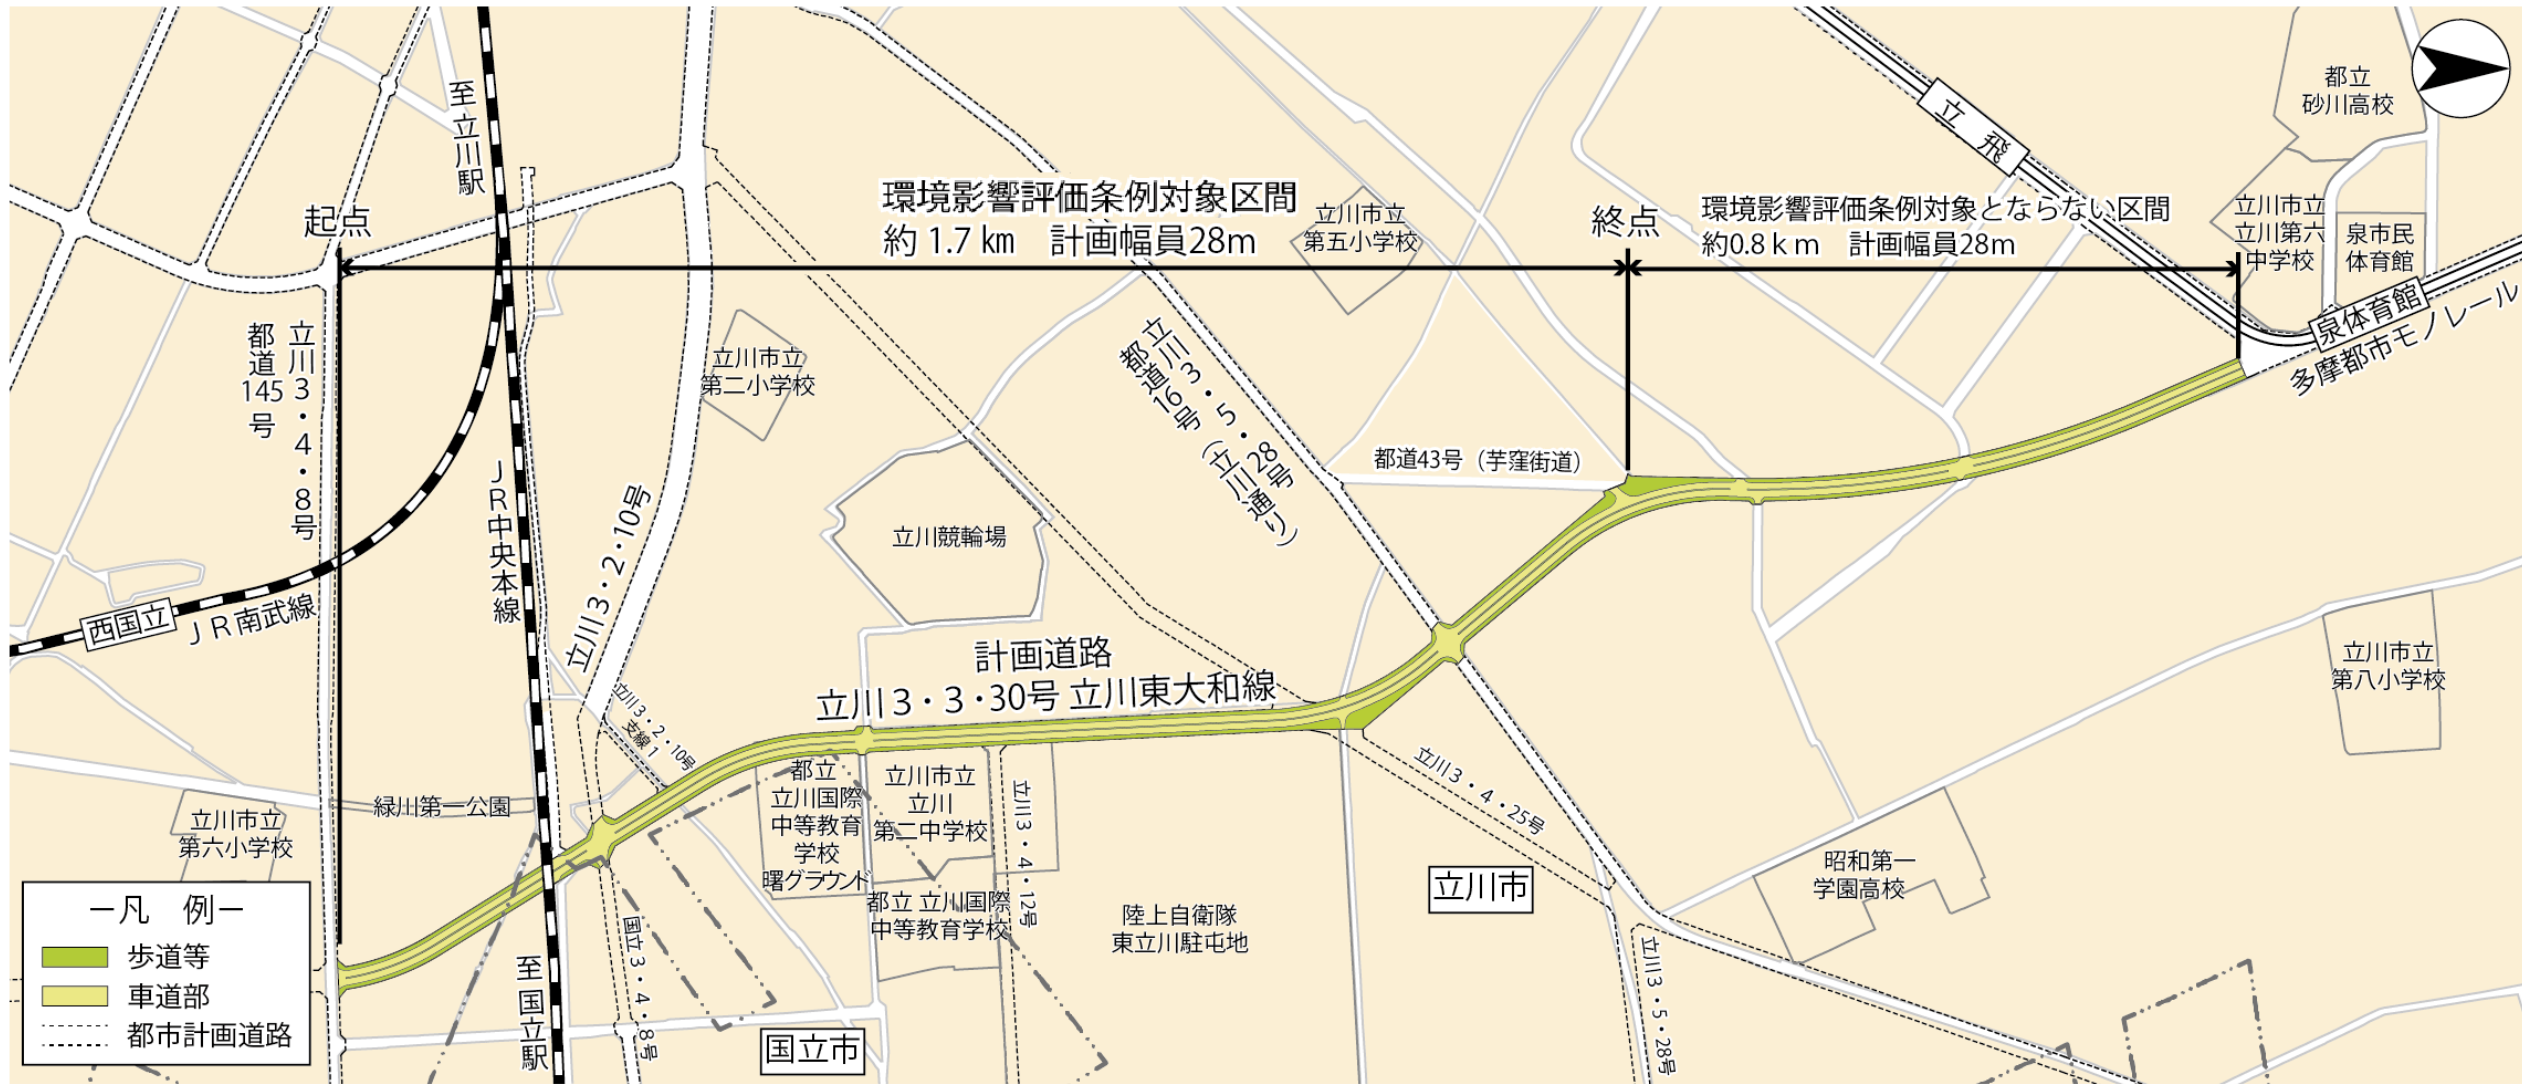 至立川駅
起点
環境影響評価条例対象区間
約 1.7 ㎞　計画幅員28m
終点
環境影響評価条例対象とならない区間
約0.8ｋｍ　計画幅員28m
立川市立
第五小学校
立　飛
都立
砂川高校
立川市立
立川第六
中学校
泉市民
体育館
泉体育館
多摩都市モノレール
立川３・４・８号
都道145号
立川市立
第二小学校
立川３・５・28号
都道16号（立川通り）
都道43号（芋窪街道）
ＪＲ中央本線
立川３・２・10号
立川競輪場
西国立
ＪＲ南武線
計画道路
立川３・３・30号 立川東大和線
立川３・２・10号
支線１
立川市立
第八小学校
緑川第一公園
立川市立
第六小学校
都立
立川国際
中等教育
学校
曙グラウンド
立川市立
立川
第二中学校
立川３・４・12号
立川３・４・25号
都立 立川国際
中等教育学校
陸上自衛隊
東立川駐屯地
立川市
昭和第一
学園高校
国立３・４・８号
立川３・５・28号
至国立駅
国立市
－凡　例－
歩道等
車道部
都市計画道路